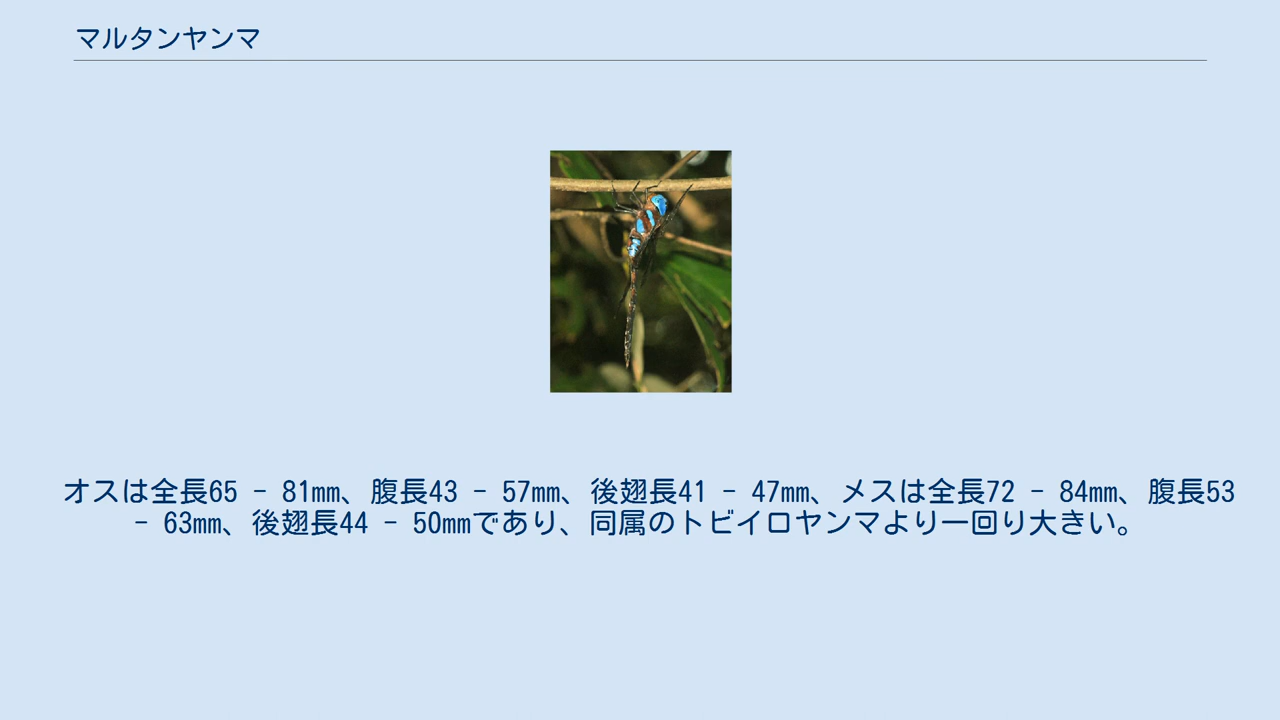 マルタンヤンマ
オスは全長65 - 81mm、腹長43 - 57mm、後翅長41 - 47mm、メスは全長72 - 84mm、腹長53
- 63mm、後翅長44 - 50mmであり、同属のトビイロヤンマより一回り大きい。